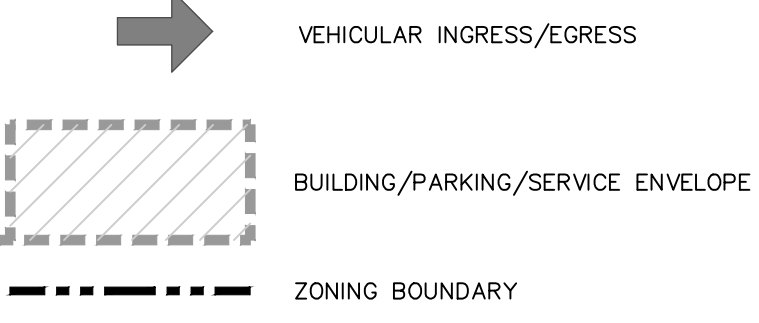 VEHICULAR INGRESS/EGRESS
BUILDING/PARKING/SERVICE ENVELOPE
ZONING BOUNDARY